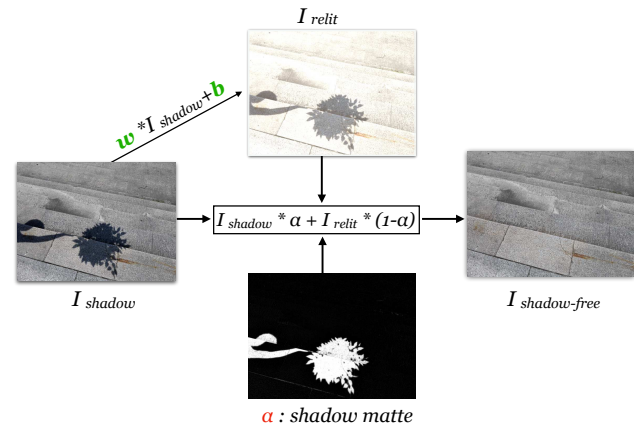 I relit
w *I shadow+b
I shadow * α + I relit * (1-α)
I shadow
I shadow-free
α : shadow matte